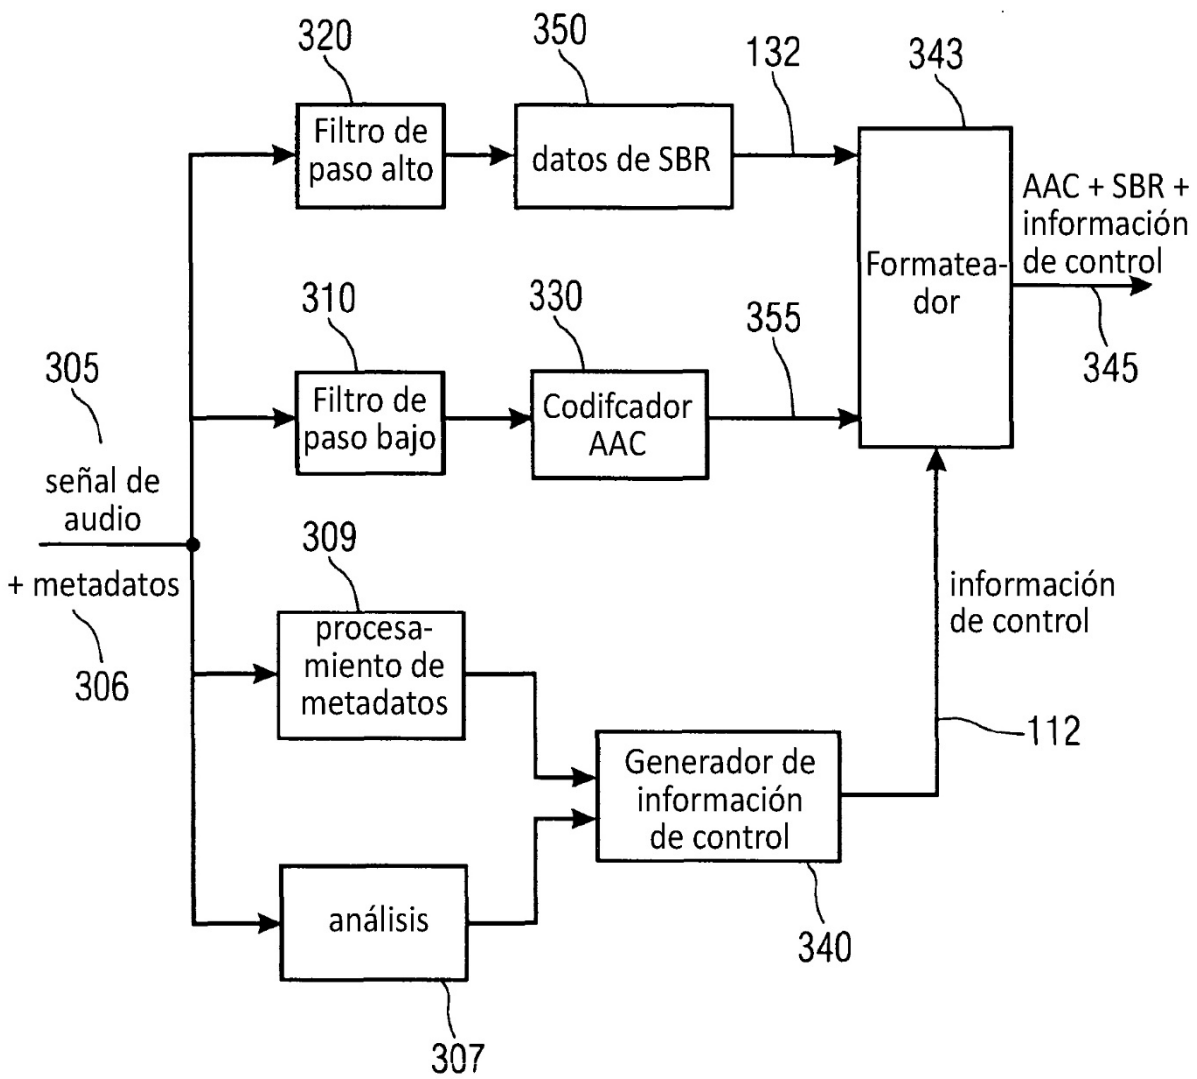 320
350
132
343
Filtro de
paso alto
datos de SBR
AAC + SBR +
información
de control
Formatea-
dor
345
310
330
355
305
Filtro de
paso bajo
Codifcador
AAC
señal de
audio
+ metadatos
306
309
procesa-
miento de
metadatos
información
de control
112
Generador de
información
de control
340
análisis
307